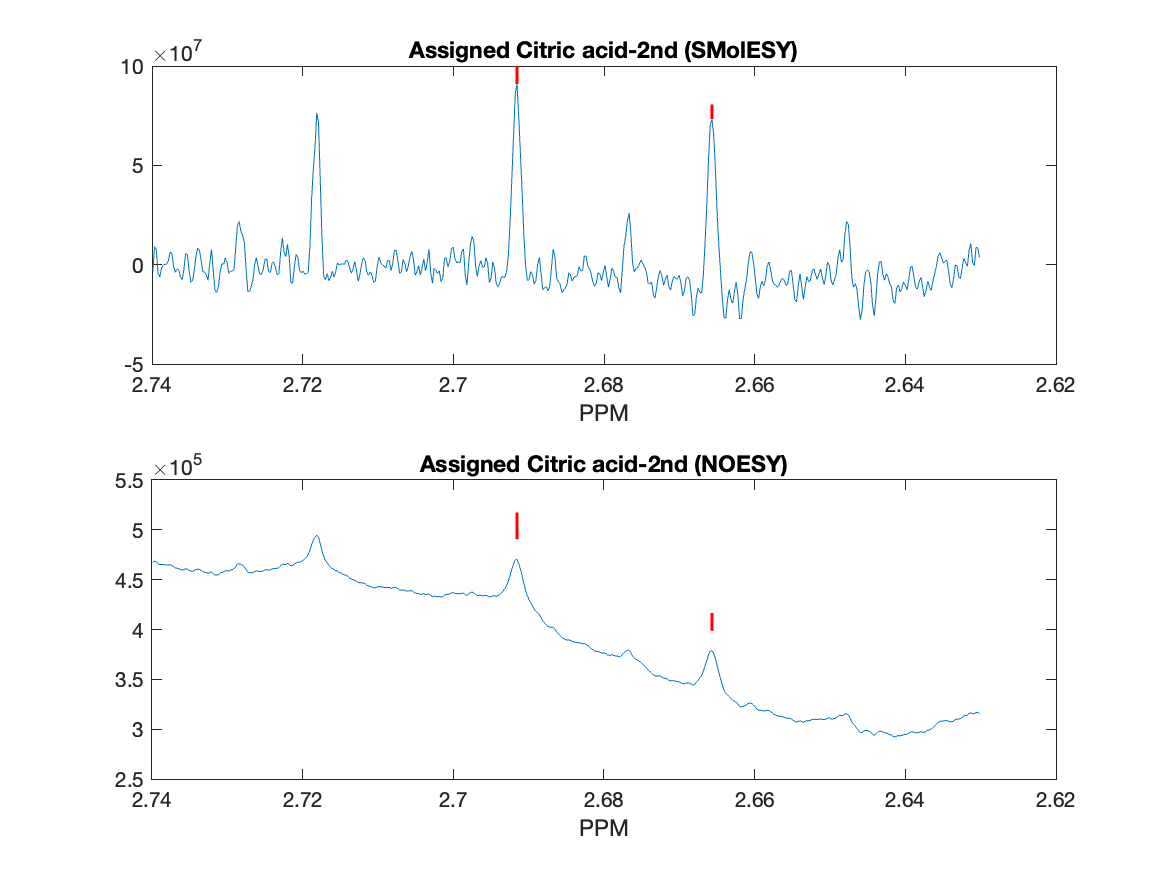 ×10^7
Assigned Citric acid-2nd (SMolESY)
10
5
0
-5
2.74 2.72 2.7 2.68 2.66 2.64 2.62
PPM
×10^5
Assigned Citric acid-2nd (NOESY)
5.5
5
4.5
4
3.5
3
2.5
2.74 2.72 2.7 2.68 2.66 2.64 2.62
PPM